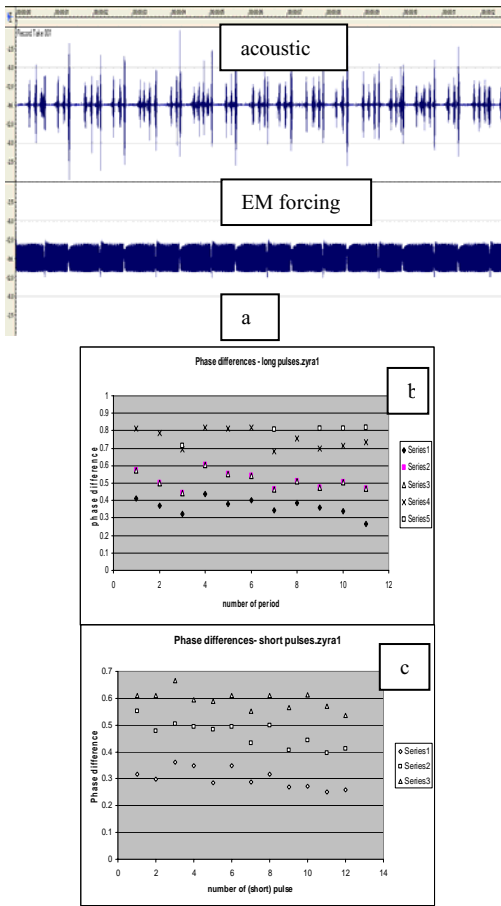 Record Take 001
acoustic
EM forcing
a
Phase differences - long pulses.zyra1
b
1
0.9
0.8
0.7
0.6
0.5
0.4
0.3
0.2
0.1
0
phase difference
0 2 4 6 8 10 12
number of period
Series1
Series2
Series3
Series4
Series5
Phase differences- short pulses.zyra1
c
0.7
0.6
0.5
0.4
0.3
0.2
0.1
0
Phase difference
0 2 4 6 8 10 12 14
number of (short) pulse
Series1
Series2
Series3